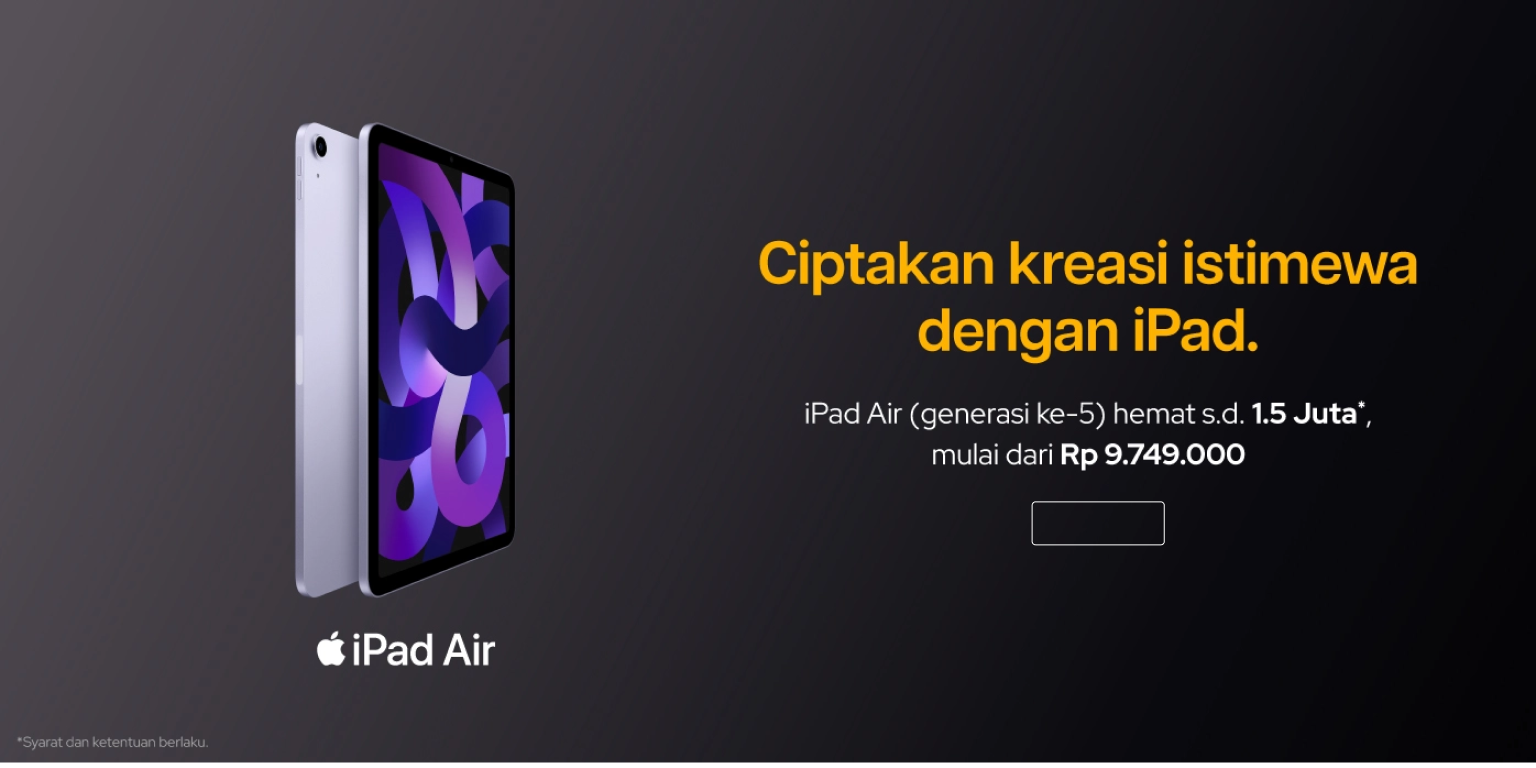 Ciptakan kreasi istimewa
dengan iPad.
iPad Air (generasi ke-5) hemat s.d. 1.5 Juta*,
mulai dari Rp 9.749.000
iPad Air
*Syarat dan ketentuan berlaku.